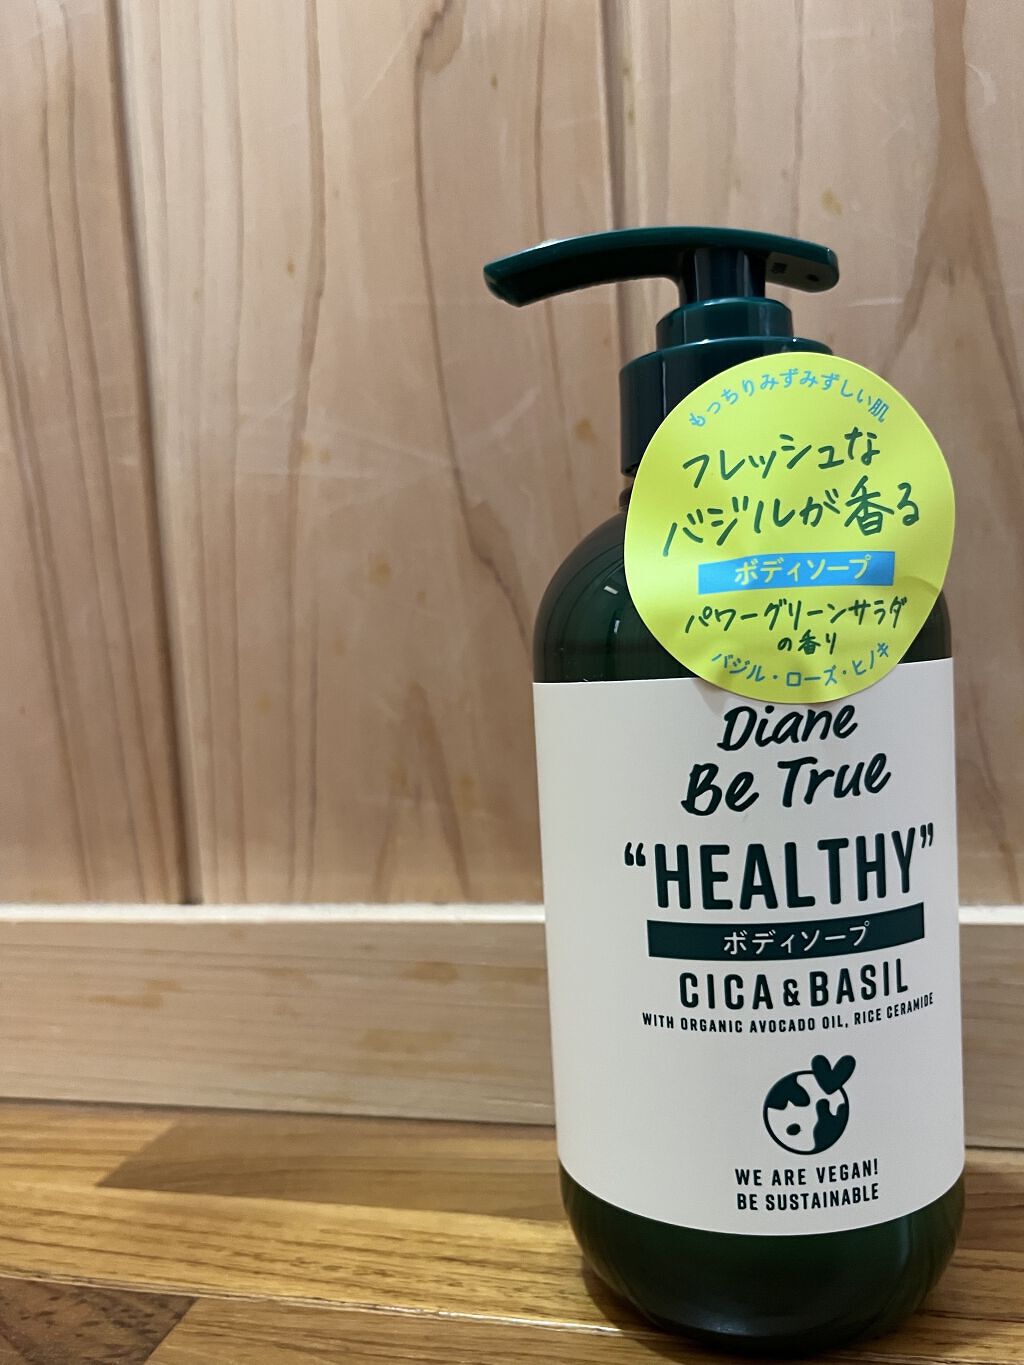 もっちりみずみずしい肌
フレッシュな
バジルが香る
ボディソープ
パワーグリーンサラダ
の香り
バジル・ローズ・ヒノキ
Diane
Be True
“HEALTHY”
ボディソープ
CICA & BASIL
WITH ORGANIC AVOCADO OIL, RICE CERAMIDE
WE ARE VEGAN!
BE SUSTAINABLE